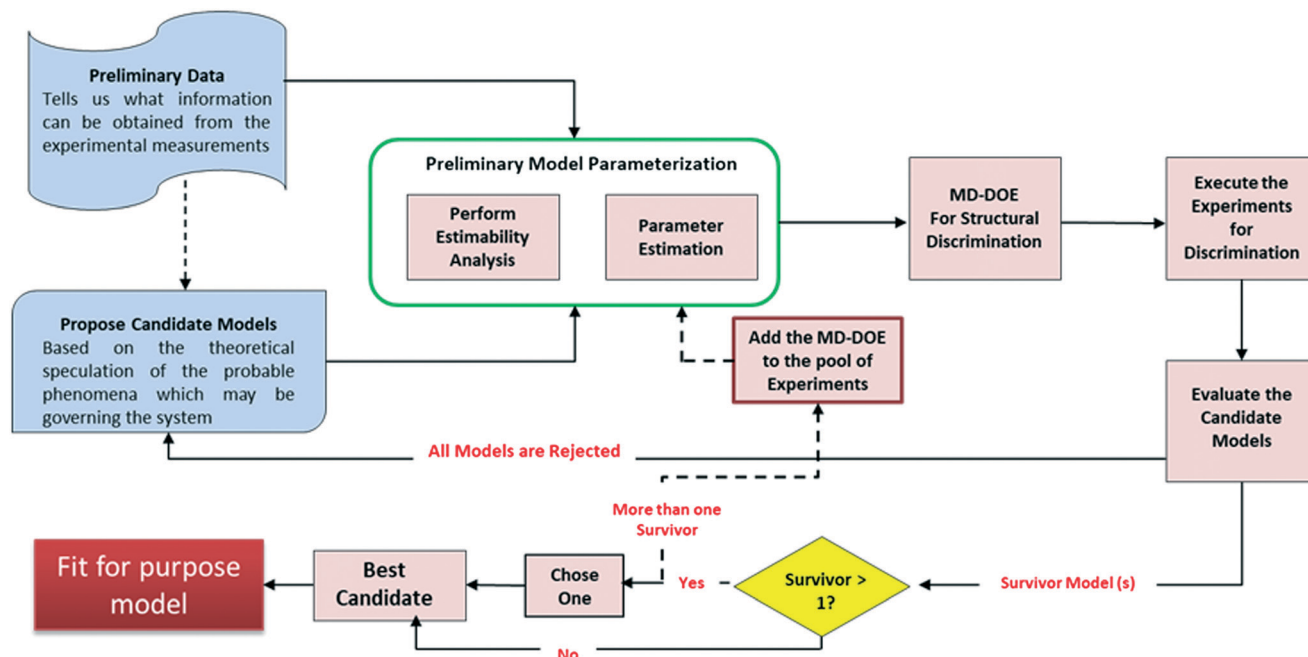 Preliminary Data
Tells us what information
can be obtained from the
experimental measurements
Preliminary Model Parameterization
Perform
Estimability
Analysis
Parameter
Estimation
MD-DOE
For Structural
Discrimination
Execute the
Experiments
for
Discrimination
Propose Candidate Models
Based on the theoretical
speculation of the probable
phenomena which may be
governing the system
Add the MD-DOE
to the pool of
Experiments
Evaluate the
Candidate
Models
All Models are Rejected
More than one
Survivor
Fit for purpose
model
Best
Candidate
Chose
One
Yes
Survivor >
1?
Survivor Model (s)
No